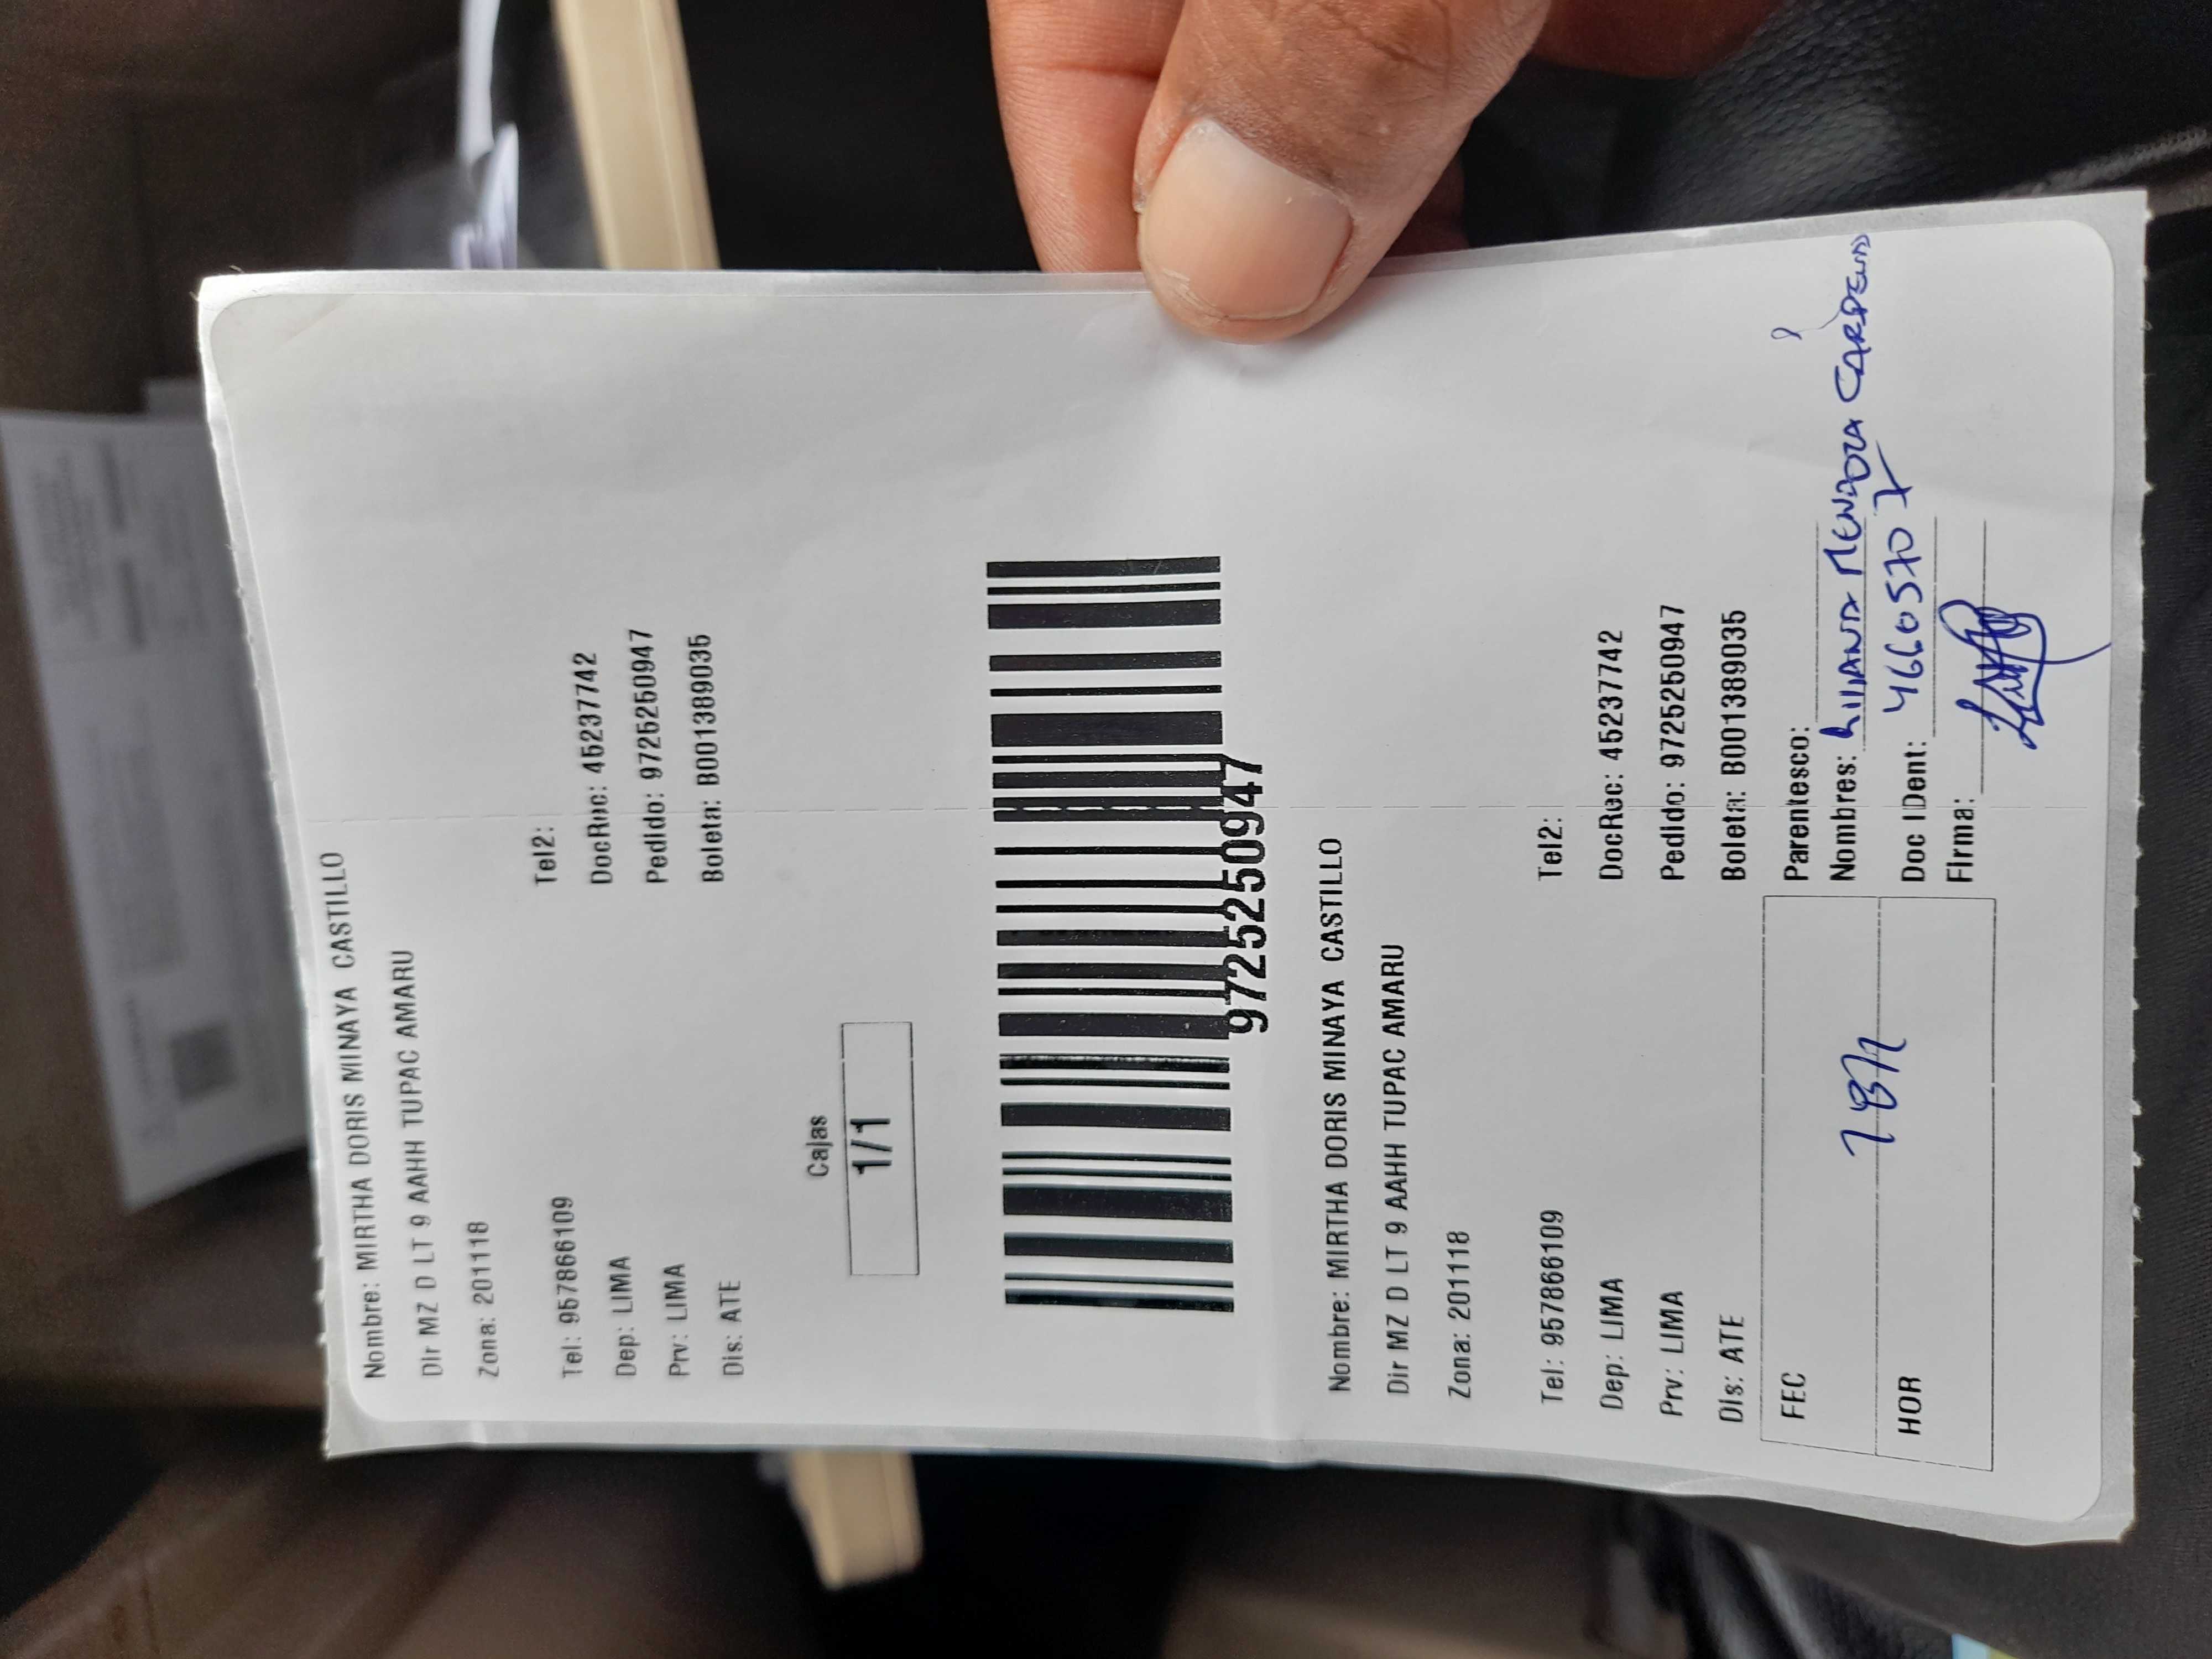 Nombre: MIRTHA DORIS MINAYA CASTILLO
Dir MZ D LT 9 AAHH TUPAC AMARU
Zona: 201118
Tel: 957866109 Tel2:
Dep: LIMA DocRec: 45237742
Prv: LIMA Pedido: 9725250947
Dis: ATE Boleta: B001389035
Cajas
1/1
9725250947
Nombre: MIRTHA DORIS MINAYA CASTILLO
Dir MZ D LT 9 AAHH TUPAC AMARU
Zona: 201118
Tel: 957866109 Tel2:
Dep: LIMA DocRec: 45237742
Prv: LIMA Pedido: 9725250947
Dis: ATE Boleta: B001389035
FEC Parentesco:
Nombres: LILIANA MENDOZA CARDENAS
HOR Doc IDent: 46605707
Firma: